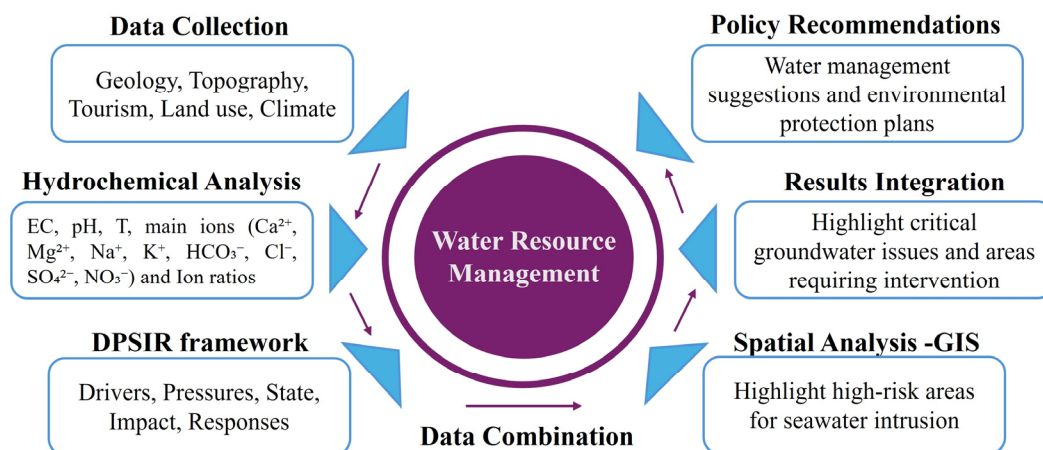 Data Collection
Geology, Topography,
Tourism, Land use, Climate
Hydrochemical Analysis
EC, pH, T, main ions (Ca²⁺,
Mg²⁺, Na⁺, K⁺, HCO₃⁻, Cl⁻,
SO₄²⁻, NO₃⁻) and Ion ratios
DPSIR framework
Drivers, Pressures, State,
Impact, Responses
Data Combination
Water Resource
Management
Policy Recommendations
Water management
suggestions and environmental
protection plans
Results Integration
Highlight critical
groundwater issues and areas
requiring intervention
Spatial Analysis -GIS
Highlight high-risk areas
for seawater intrusion